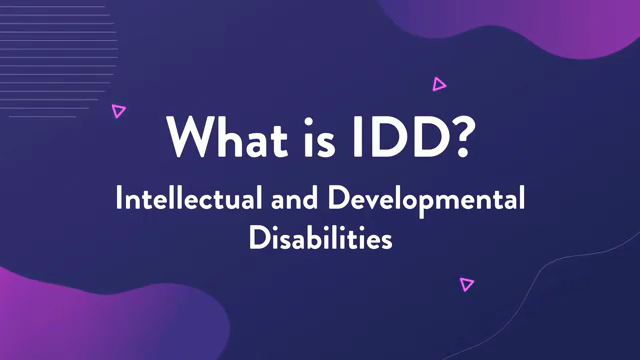 What is IDD?
Intellectual and Developmental
Disabilities